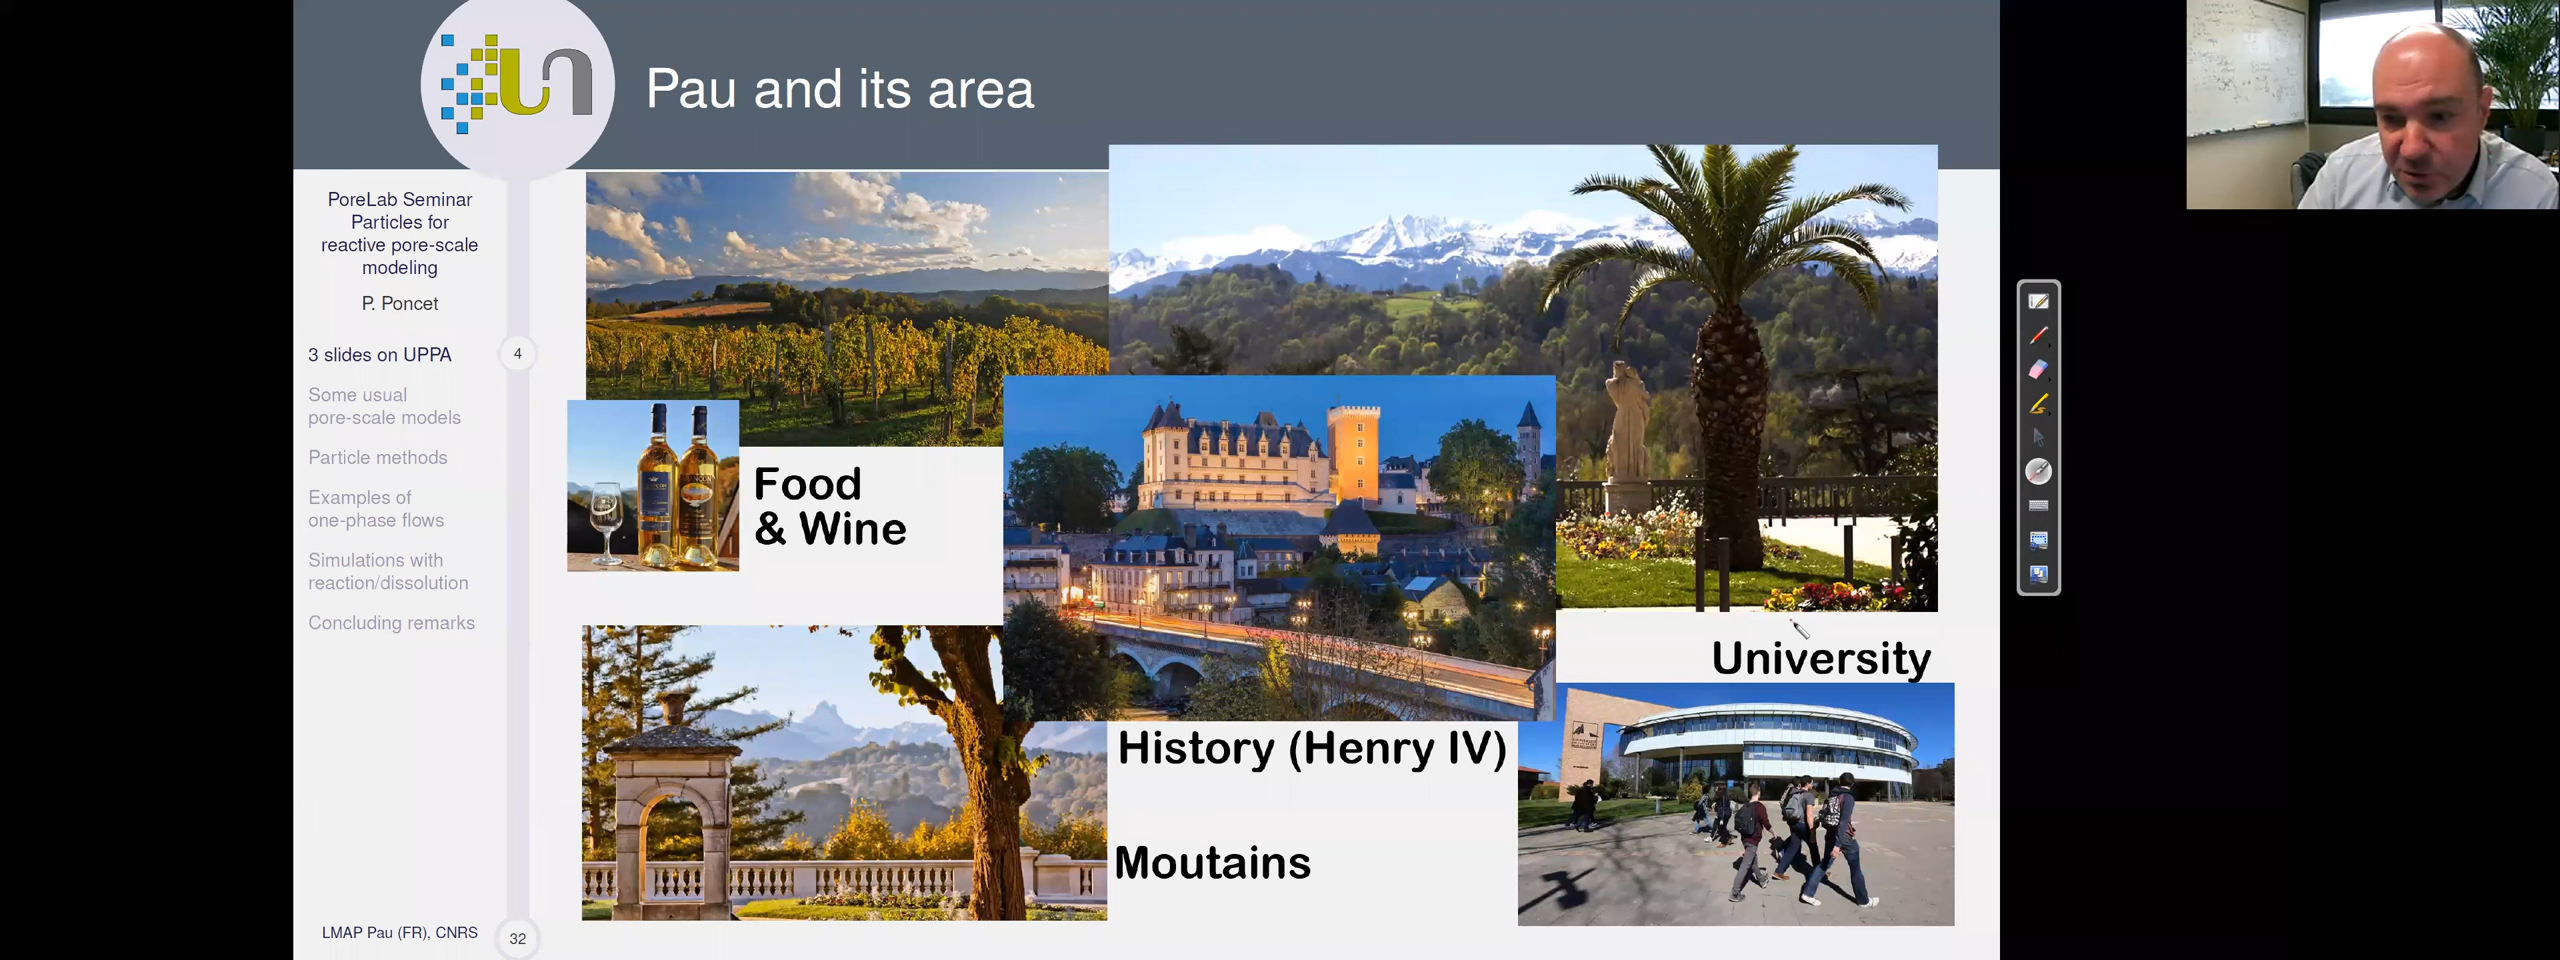 Pau and its area
PoreLab Seminar
Particles for
reactive pore-scale
modeling
P. Poncet
3 slides on UPPA
4
Some usual
pore-scale models
Particle methods
Examples of
one-phase flows
Simulations with
reaction/dissolution
Concluding remarks
LMAP Pau (FR), CNRS
32
Food
& Wine
University
History (Henry IV)
Moutains